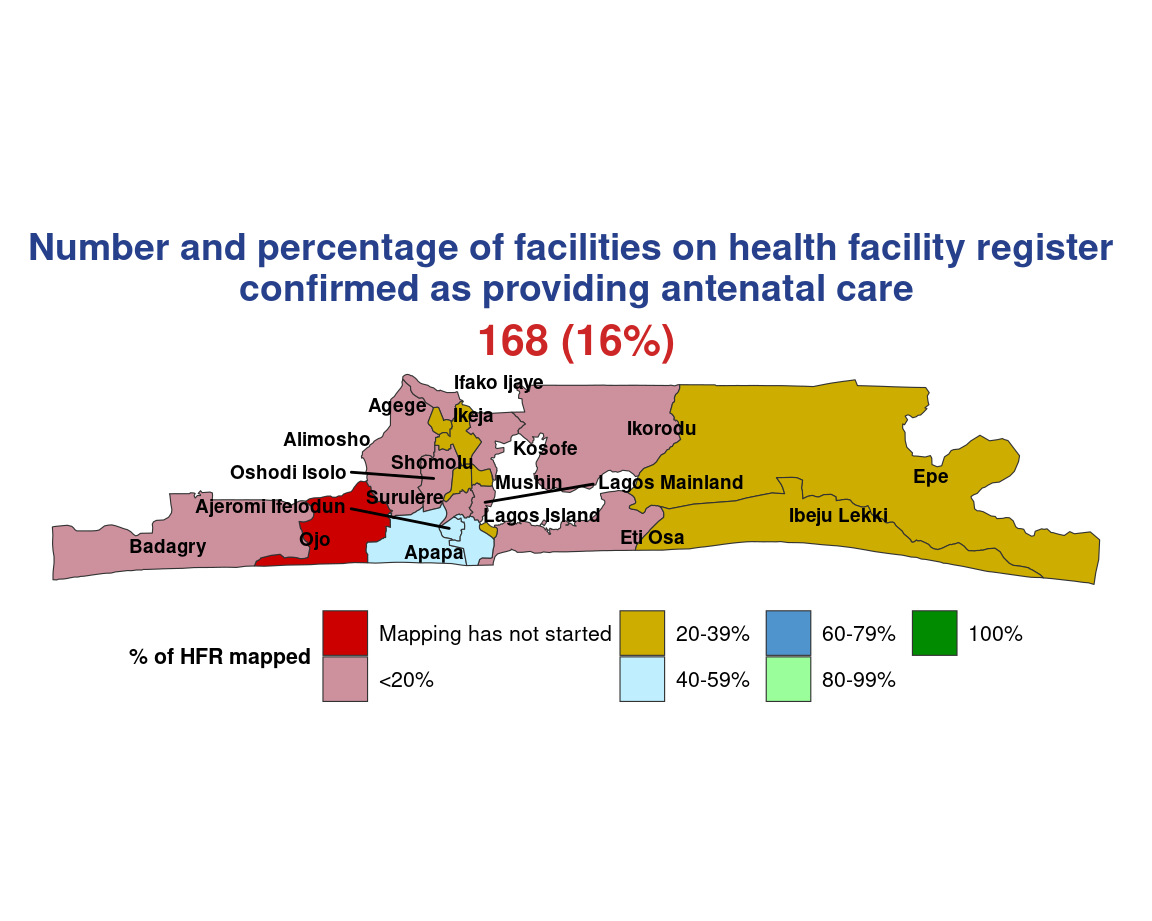 Number and percentage of facilities on health facility register
confirmed as providing antenatal care
168 (16%)
Ifako Ijaye
Agege
Ikeja
Ikorodu
Alimosho
Kosofe
Shomolu
Oshodi Isolo
Epe
Mushin
Lagos Mainland
Surulere
Ajeromi Ifelodun
Lagos Island
Ibeju Lekki
Eti Osa
Ojo
Badagry
Apapa
% of HFR mapped
Mapping has not started
<20%
20-39%
40-59%
60-79%
80-99%
100%